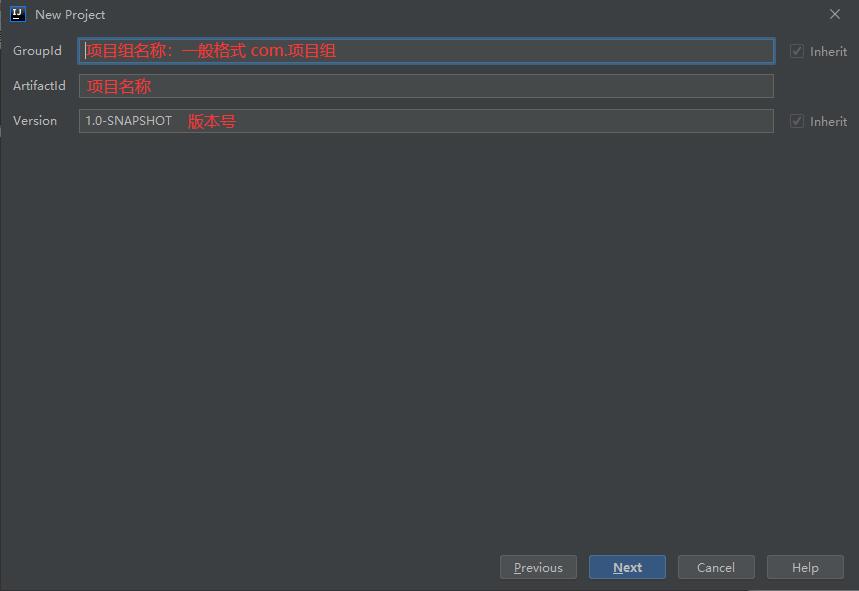 New Project
GroupId 项目组名称：一般格式 com.项目组 Inherit
ArtifactId 项目名称
Version 1.0-SNAPSHOT 版本号 Inherit
Previous Next Cancel Help